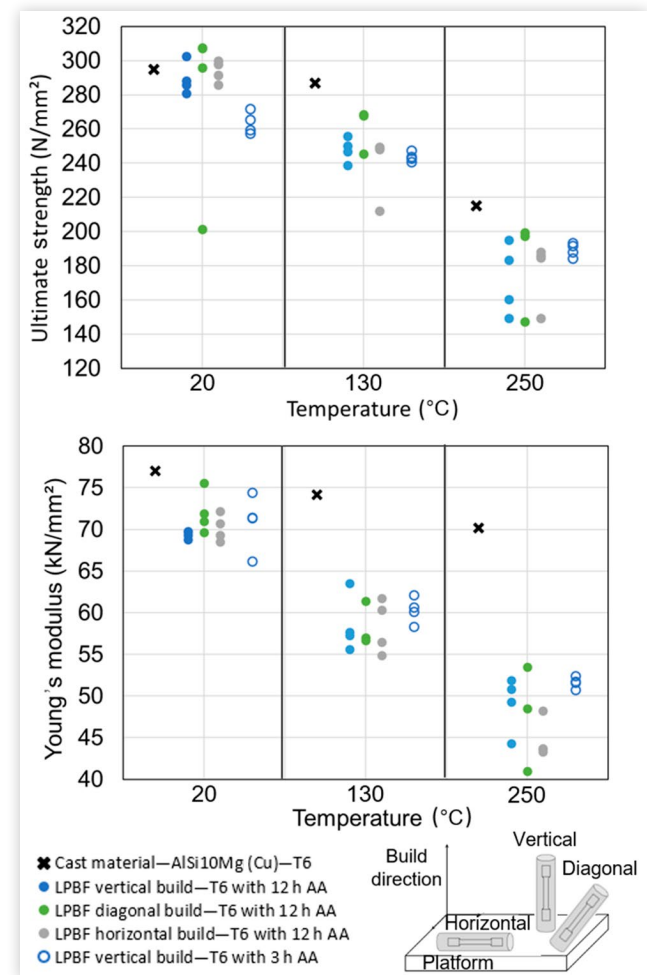 320
300
280
260
240
220
200
180
160
140
120
Ultimate strength (N/mm²)
20 130 250
Temperature (°C)
80
75
70
65
60
55
50
45
40
Young's modulus (kN/mm²)
20 130 250
Temperature (°C)
Cast material—AlSi10Mg (Cu)—T6
LPBF vertical build—T6 with 12 h AA
LPBF diagonal build—T6 with 12 h AA
LPBF horizontal build—T6 with 12 h AA
LPBF vertical build—T6 with 3 h AA
Build
direction
Vertical
Diagonal
Horizontal
Platform